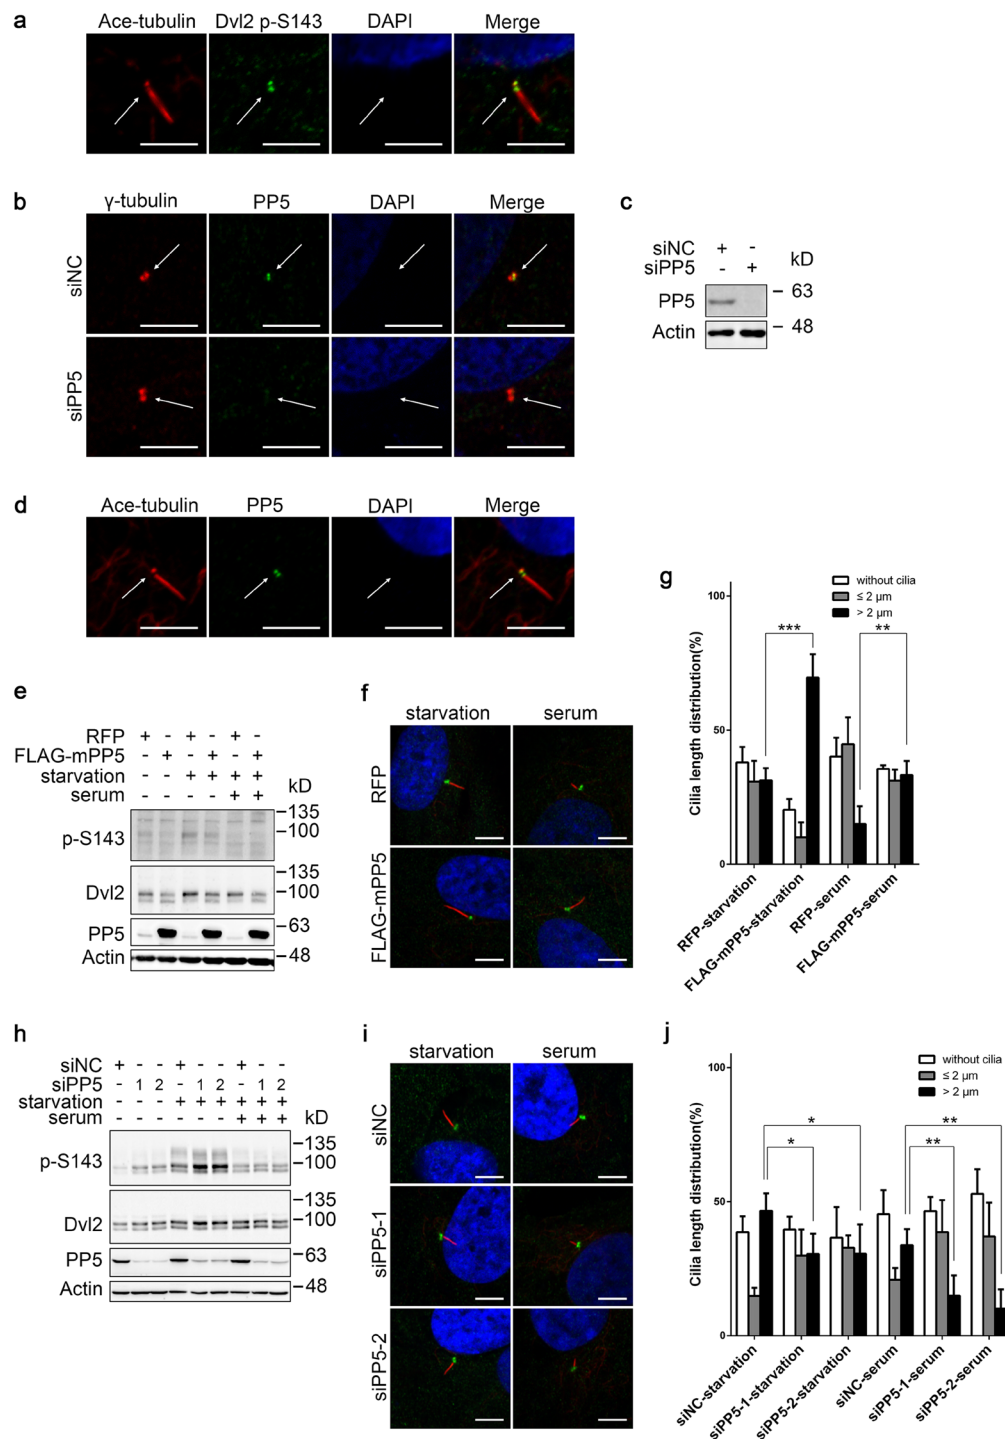 a
Ace-tubulin Dvl2 p-S143 DAPI Merge
b
γ-tubulin PP5 DAPI Merge
siNC
siPP5
c
siNC + -
siPP5 - + kD
PP5 63
Actin 48
d
Ace-tubulin PP5 DAPI Merge
e
RFP + - + - + -
FLAG-mPP5 - + - + - +
starvation - - + + + +
serum - - - - + + kD
p-S143 135
100
Dvl2 135
100
PP5 63
Actin 48
f
starvation serum
RFP
FLAG-mPP5
g
without cilia
≤ 2 μm
> 2 μm
Cilia length distribution(%)
100
50
0
*** **
RFP-starvation
FLAG-mPP5-starvation
RFP-serum
FLAG-mPP5-serum
h
siNC + - - + - - + - -
siPP5 - 1 2 - 1 2 - 1 2
starvation - - - + + + + + +
serum - - - - - - + + + kD
p-S143 135
100
Dvl2 135
100
PP5 63
Actin 48
i
starvation serum
siNC
siPP5-1
siPP5-2
j
without cilia
≤ 2 μm
> 2 μm
Cilia length distribution(%)
100
50
0
* **
* **
siNC-starvation
siPP5-1-starvation
siPP5-2-starvation
siNC-serum
siPP5-1-serum
siPP5-2-serum